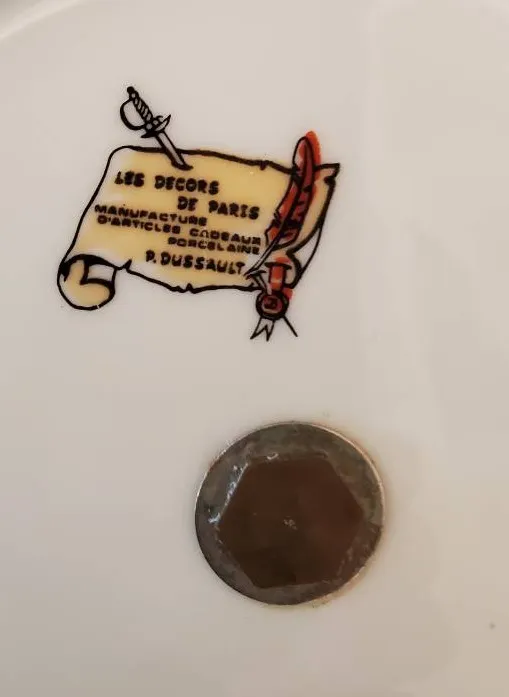 LES DECORS
DE PARIS
MANUFACTURE
D'ARTICLES CADEAUX
PORCELAINE
P. DUSSAULT